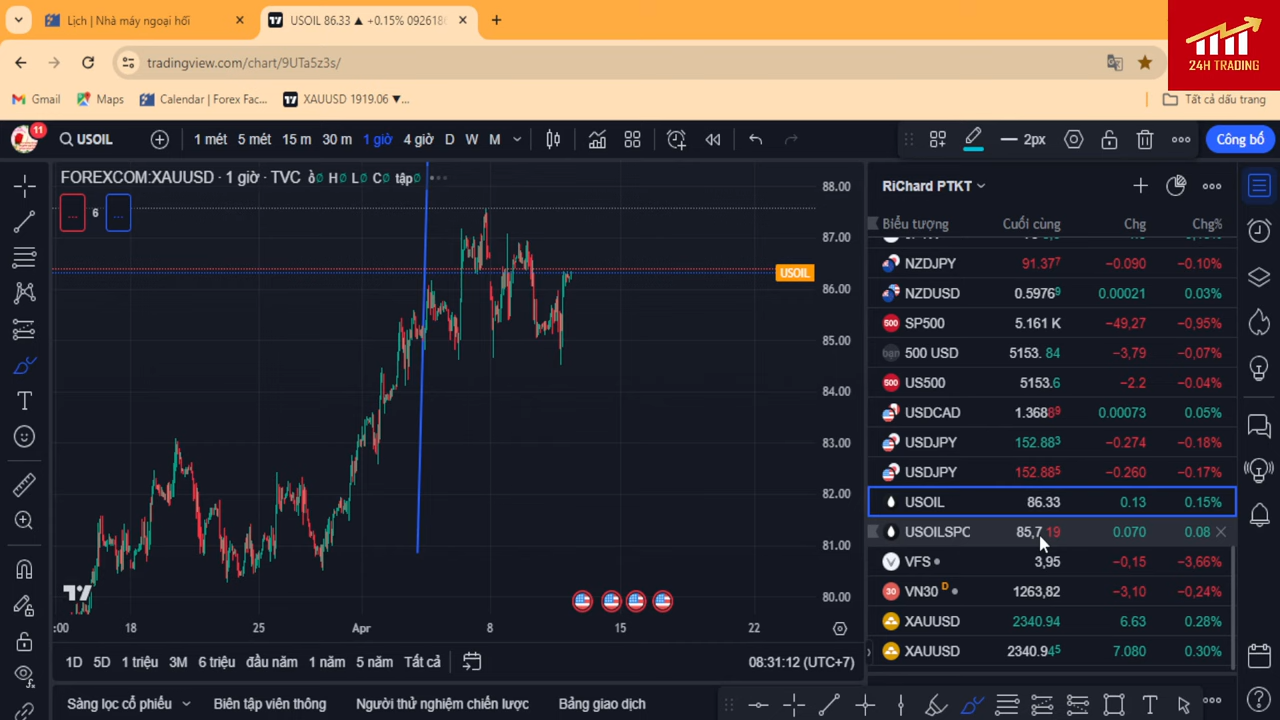 Lịch | Nhà máy ngoại hối
USOIL 86.33 ▲ +0.15% 092618
24H TRADING
tradingview.com/chart/9UTa5z3s/
Gmail
Maps
Calendar | Forex Fac...
XAUUSD 1919.06 ▼...
Tất cả dấu trang
11
USOIL
1 mét
5 mét
15 m
30 m
1 giờ
4 giờ
D
W
M
2px
Công bố
FOREXCOM:XAUUSD · 1 giờ · TVC
H
L
C
tập
...
6
...
88.00
87.00
USOIL
86.00
85.00
84.00
83.00
82.00
81.00
80.00
:00
18
25
Apr
8
15
22
1D
5D
1 triệu
3M
6 triệu
đầu năm
1 năm
5 năm
Tất cả
08:31:12 (UTC+7)
Sàng lọc cổ phiếu
Biên tập viên thông
Người thử nghiệm chiến lược
Bảng giao dịch
RiChard PTKT
Biểu tượng Cuối cùng Chg Chg%
NZDJPY 91.377 −0.090 −0.10%
NZDUSD 0.59769 0.00021 0.03%
500 SP500 5.161 K −49,27 −0,95%
500 USD 5153. 84 −3,79 −0,07%
500 US500 5153.6 −2.2 −0.04%
USDCAD 1.36889 0.00073 0.05%
USDJPY 152.883 −0.274 −0.18%
USDJPY 152.885 −0.260 −0.17%
USOIL 86.33 0.13 0.15%
USOILSPC 85,7 19 0.070 0.08
VFS 3,95 −0,15 −3,66%
30 VN30 D 1263,82 −3,10 −0,24%
XAUUSD 2340.94 6.63 0.28%
XAUUSD 2340.945 7.080 0.30%